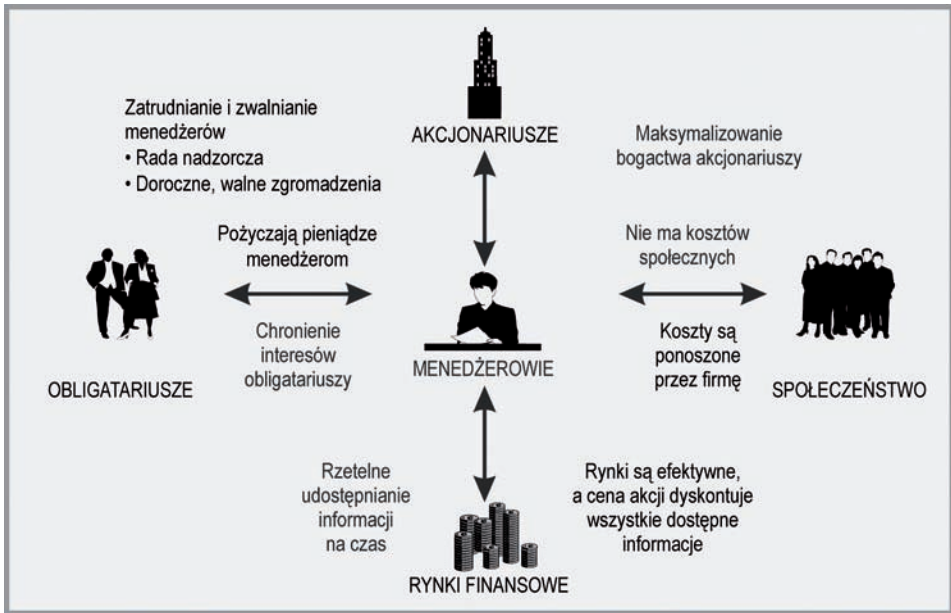 Zatrudnianie i zwalnianie
menedżerów
• Rada nadzorcza
• Doroczne, walne zgromadzenia
AKCJONARIUSZE
Maksymalizowanie
bogactwa akcjonariuszy
Pożyczają pieniądze
menedżerom
Nie ma kosztów
społecznych
Chronienie
interesów
obligatariuszy
OBLIGATARIUSZE
MENEDŻEROWIE
Koszty są
ponoszone
przez firmę
SPOŁECZEŃSTWO
Rzetelne
udostępnianie
informacji
na czas
Rynki są efektywne,
a cena akcji dyskontuje
wszystkie dostępne
informacje
RYNKI FINANSOWE